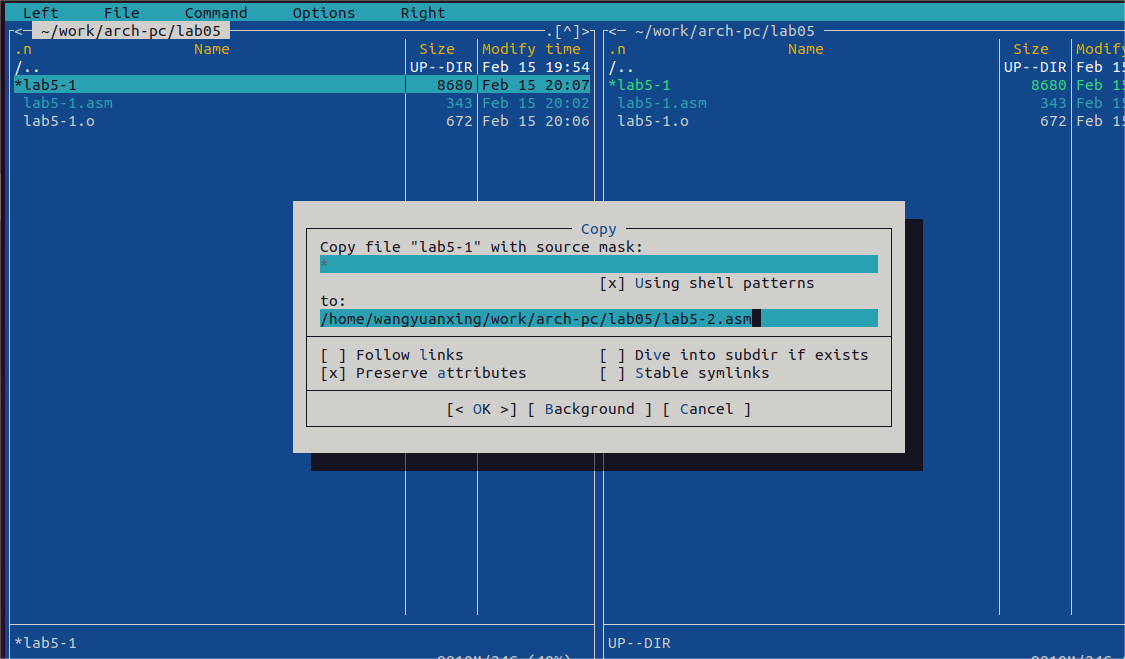 Left File Command Options Right
<─ ~/work/arch-pc/lab05 ─.[^]>
.n Name Size Modify time
/.. UP--DIR Feb 15 19:54
*lab5-1 8680 Feb 15 20:07
lab5-1.asm 343 Feb 15 20:02
lab5-1.o 672 Feb 15 20:06
*lab5-1
<─ ~/work/arch-pc/lab05
.n Name Size Modify
/.. UP--DIR Feb 15
*lab5-1 8680 Feb 15
lab5-1.asm 343 Feb 15
lab5-1.o 672 Feb 15
UP--DIR
Copy
Copy file "lab5-1" with source mask:
*
[x] Using shell patterns
to:
/home/wangyuanxing/work/arch-pc/lab05/lab5-2.asm
[ ] Follow links [ ] Dive into subdir if exists
[x] Preserve attributes [ ] Stable symlinks
[< OK >] [ Background ] [ Cancel ]